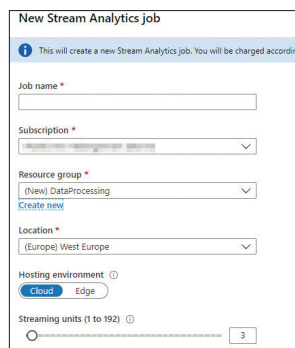 New Stream Analytics job
This will create a new Stream Analytics job. You will be charged accordin
Job name *
Subscription *
Resource group *
(New) DataProcessing
Create new
Location *
(Europe) West Europe
Hosting environment
Cloud Edge
Streaming units (1 to 192)
3